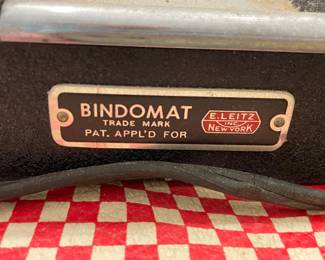 BINDOMAT
TRADE MARK
PAT. APPL'D FOR
E. LEITZ
INC
NEW YORK